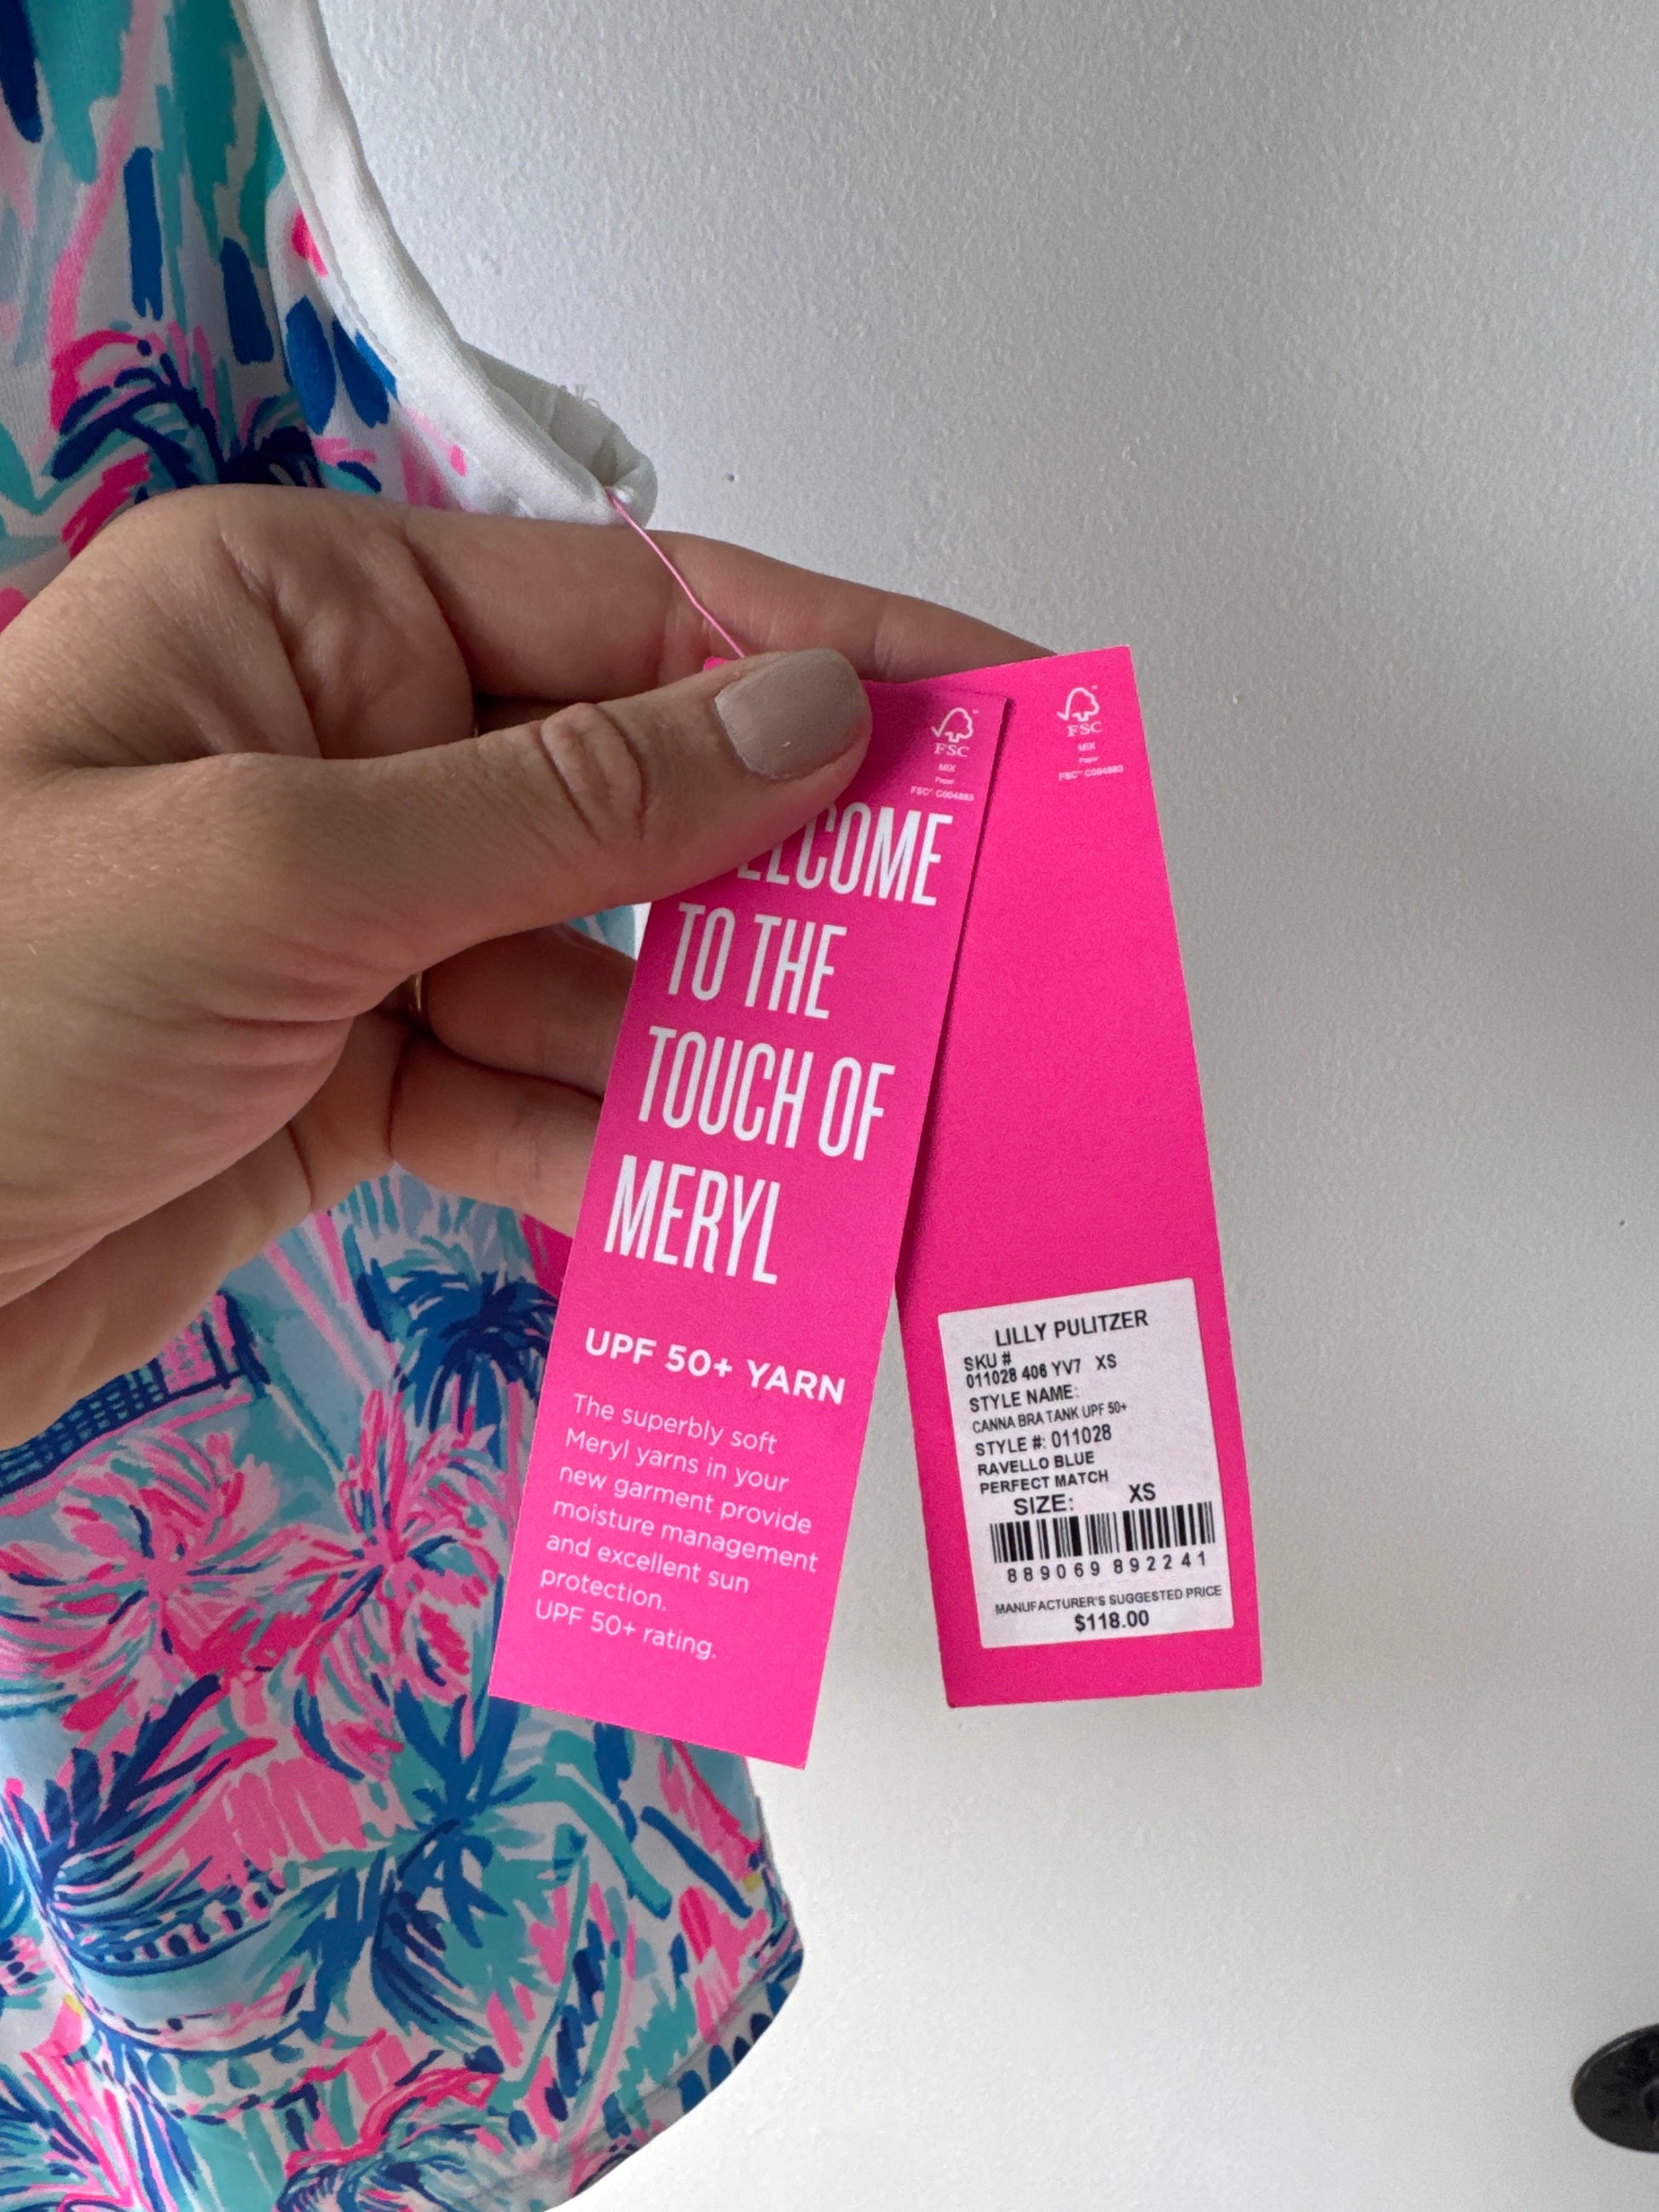 FSC
MIX
Paper
FSC® C004883
TO THE
TOUCH OF
MERYL
UPF 50+ YARN
The superbly soft
Meryl yarns in your
new garment provide
moisture management
and excellent sun
protection.
UPF 50+ rating.
FSC
MIX
Paper
FSC® C004883
LILLY PULITZER
SKU #
011028 406 YV7 XS
STYLE NAME:
CANNA BRA TANK UPF 50+
STYLE #: 011028
RAVELLO BLUE
PERFECT MATCH
SIZE: XS
889069 892241
MANUFACTURER'S SUGGESTED PRICE
$118.00